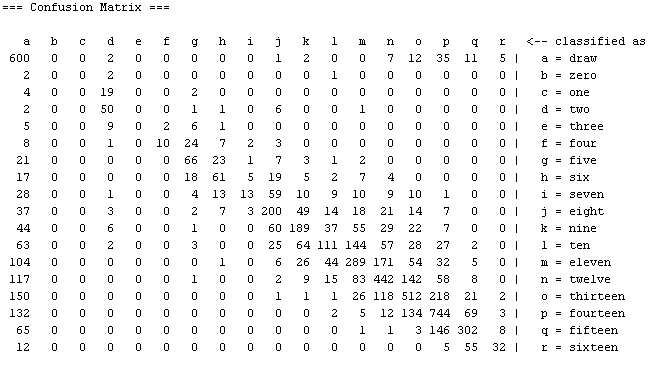 === Confusion Matrix ===
a b c d e f g h i j k l m n o p q r <-- classified as
600 0 0 2 0 0 0 0 0 1 2 0 0 7 12 35 11 5 | a = draw
2 0 0 2 0 0 0 0 0 0 0 1 0 0 0 0 0 0 | b = zero
4 0 0 19 0 0 2 0 0 0 0 0 0 0 0 0 0 0 | c = one
2 0 0 50 0 0 1 1 0 6 0 0 1 0 0 0 0 0 | d = two
5 0 0 9 0 2 6 1 0 0 0 0 0 0 0 0 0 0 | e = three
8 0 0 1 0 10 24 7 2 3 0 0 0 0 0 0 0 0 | f = four
21 0 0 0 0 0 66 23 1 7 3 1 2 0 0 0 0 0 | g = five
17 0 0 0 0 0 18 61 5 19 5 2 7 4 0 0 0 0 | h = six
28 0 0 1 0 0 4 13 13 59 10 9 10 9 10 1 0 0 | i = seven
37 0 0 3 0 0 2 7 3 200 49 14 18 21 14 7 0 0 | j = eight
44 0 0 6 0 0 1 0 0 60 189 37 55 29 22 7 0 0 | k = nine
63 0 0 2 0 0 3 0 0 25 64 111 144 57 28 27 2 0 | l = ten
104 0 0 0 0 0 0 1 0 6 26 44 289 171 54 32 5 0 | m = eleven
117 0 0 0 0 0 1 0 0 2 9 15 83 442 142 58 8 0 | n = twelve
150 0 0 0 0 0 0 0 0 1 1 1 26 118 512 218 21 2 | o = thirteen
132 0 0 0 0 0 0 0 0 0 0 2 5 12 134 744 69 3 | p = fourteen
65 0 0 0 0 0 0 0 0 0 0 0 1 1 3 146 302 8 | q = fifteen
12 0 0 0 0 0 0 0 0 0 0 0 0 0 0 5 55 32 | r = sixteen